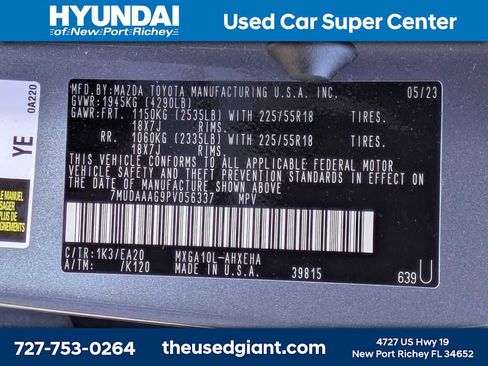 HYUNDAI
of New Port Richey
Used Car Super Center
MFD.BY:MAZDA TOYOTA MANUFACTURING U.S.A. INC. 05/23
GVWR:1945KG (4290LB)
GAWR:FRT. 1150KG (2535LB) WITH 225/55R18 TIRES.
18X7J RIMS.
RR. 1060KG (2335LB) WITH 225/55R18 TIRES.
18X7J RIMS.
THIS VEHICLE CONFORMS TO ALL APPLICABLE FEDERAL MOTOR
VEHICLE SAFETY AND THEFT PREVENTION STANDARDS IN EFFECT
ON THE DATE OF MANUFACTURE SHOWN ABOVE.
7MUDAAAG9PV056337 MPV
C/TR:1K3/EA20 MXGA10L-AHXEHA
A/TM: /K120 MADE IN U.S.A. 39815
639U
0A220
YE
MESSAGE
727-753-0264
theusedgiant.com
4727 US Hwy 19
New Port Richey FL 34652